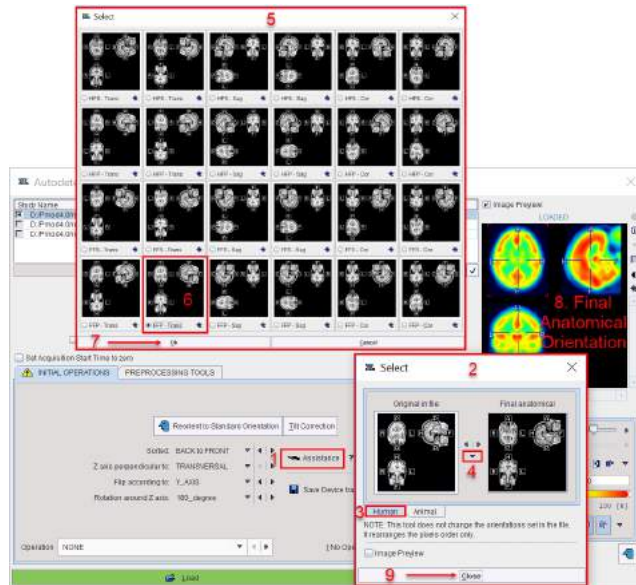 Select
5
HFS - Trans
HFS - Trans
HFS - Sag
HFS - Sag
HFS - Cor
HFS - Cor
HFP - Trans
HFP - Trans
HFP - Sag
HFP - Sag
HFP - Cor
HFP - Cor
FFS - Trans
FFS - Trans
FFS - Sag
FFS - Sag
FFS - Cor
FFS - Cor
FFP - Trans
FFP - Trans
FFP - Sag
FFP - Sag
FFP - Cor
FFP - Cor
6
7
Ok
Cancel
Study Name
Image Preview
LOADED
8. Final
Anatomical
Orientation
Set Acquisition Start Time to zero
INITIAL OPERATIONS
PREPROCESSING TOOLS
Reorient to Standard Orientation
Tilt Correction
Sorted: BACK to FRONT
Z axis perpendicular to: TRANSVERSAL
Flip according to: Y_AXIS
Rotation around Z axis: 180_degree
1
Assistance
Save Device
Operation
NONE
Load
Select
2
Original in file
Final anatomical
4
3
Human
Animal
NOTE: This tool does not change the orientations set in the file,
it rearranges the pixels order only.
Image Preview
9
Close